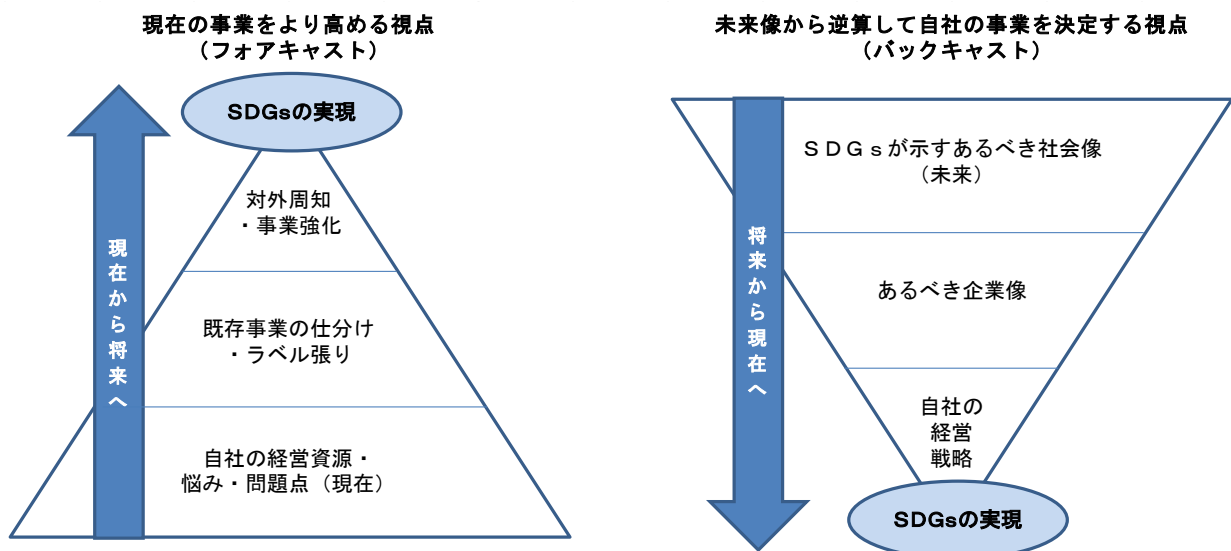 現在の事業をより高める視点
（フォアキャスト）
SDGsの実現
対外周知
・事業強化
既存事業の仕分け
・ラベル張り
自社の経営資源・
悩み・問題点（現在）
現在から将来へ
未来像から逆算して自社の事業を決定する視点
（バックキャスト）
ＳＤＧｓが示すあるべき社会像
（未来）
あるべき企業像
自社の
経営
戦略
SDGsの実現
将来から現在へ